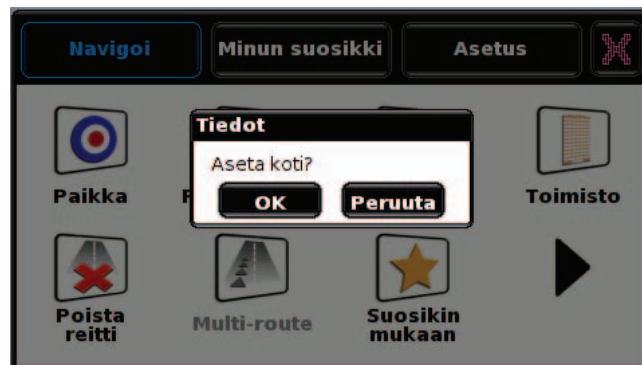 Navigoi Minun suosikki Asetus
Tiedot
Aseta koti?
OK Peruuta
Paikka Toimisto
Poista reitti
Multi-route
Suosikin mukaan